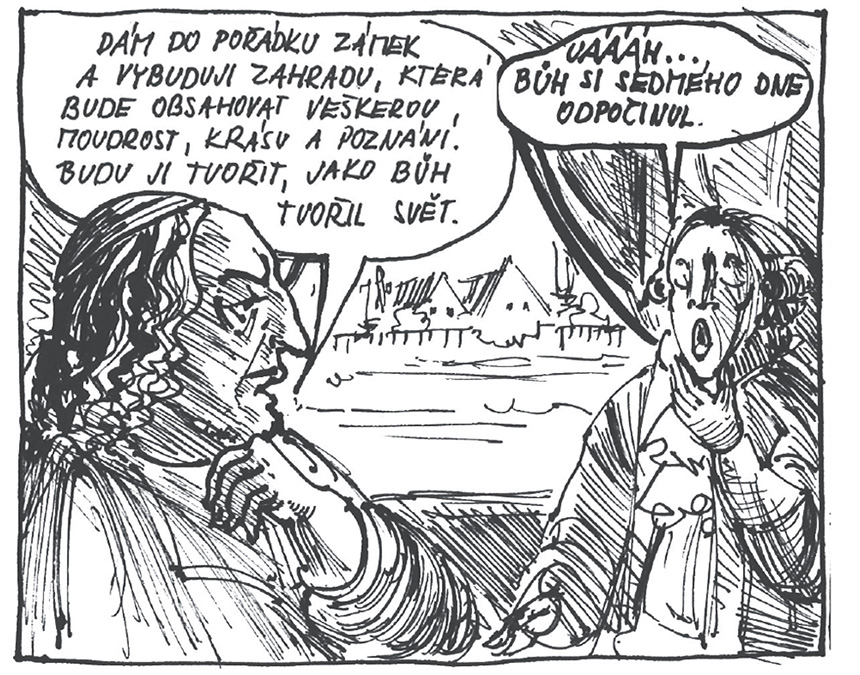 DÁM DO POŘÁDKU ZÁMEK
A VYBUDUJI ZAHRADU, KTERÁ
BUDE OBSAHOVAT VEŠKEROU,
MOUDROST, KRÁSU A POZNÁNÍ.
BUDU JI TVOŘIT, JAKO BŮH
TVOŘIL SVĚT.
UÁÁÁH...,
BŮH SI SEDMÉHO DNE
ODPOČINUL.